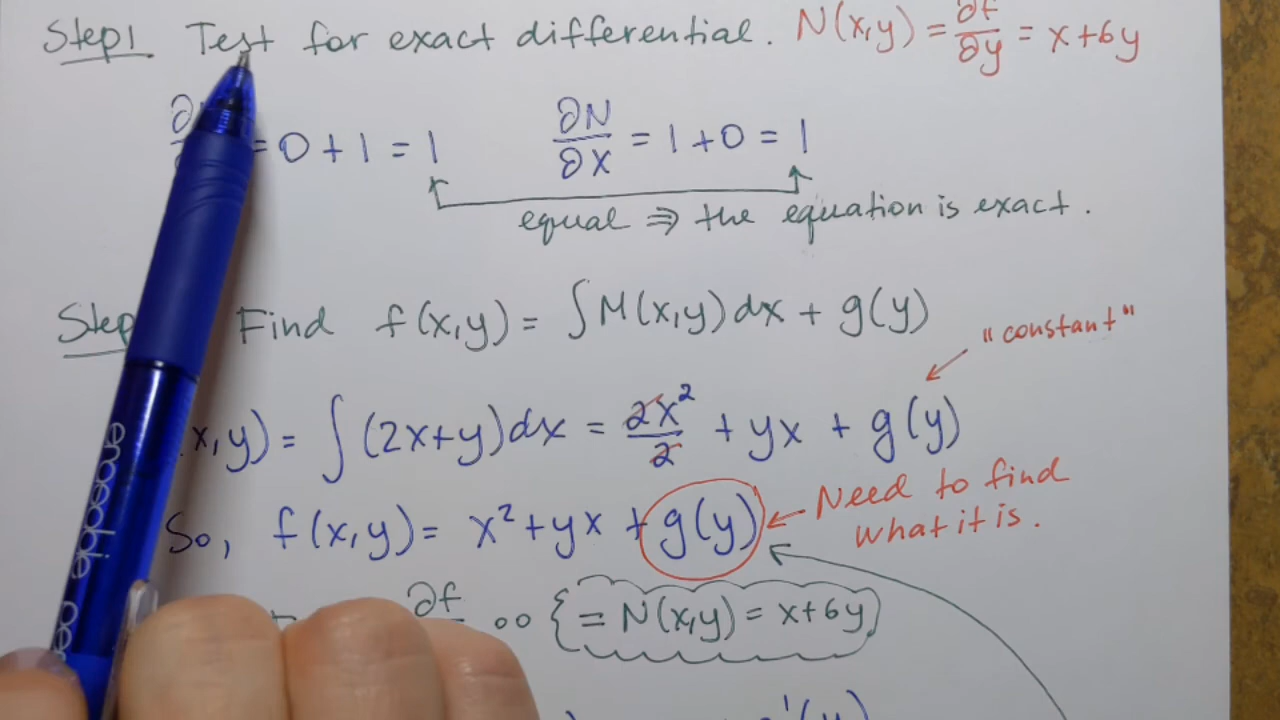 Step1. Test for exact differential. N(x,y) = ∂f/∂y = x+6y
= 0+1 = 1 ∂N/∂x = 1+0 = 1
equal ⇒ the equation is exact.
Find f(x,y) = ∫M(x,y)dx + g(y)
"constant"
x,y) = ∫(2x+y)dx = 2x²/2 + yx + g(y)
So, f(x,y) = x²+yx + g(y) ← Need to find
what it is.
∂f { = N(x,y) = x+6y
erasable